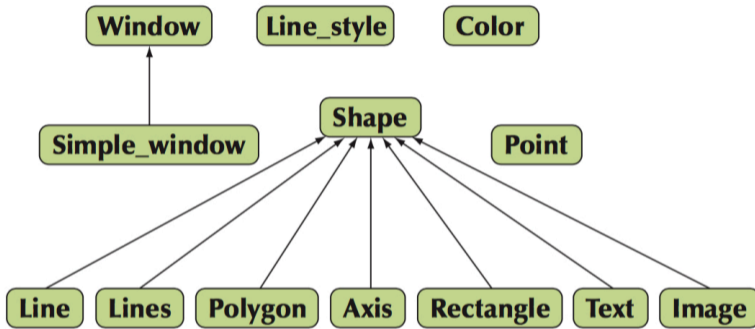 Window Line_style Color
Shape
Simple_window Point
Line Lines Polygon Axis Rectangle Text Image